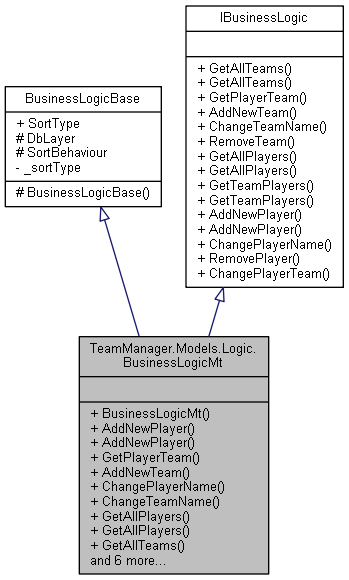 IBusinessLogic
+ GetAllTeams()
+ GetAllTeams()
+ GetPlayerTeam()
+ AddNewTeam()
+ ChangeTeamName()
+ RemoveTeam()
+ GetAllPlayers()
+ GetAllPlayers()
+ GetTeamPlayers()
+ GetTeamPlayers()
+ AddNewPlayer()
+ AddNewPlayer()
+ ChangePlayerName()
+ RemovePlayer()
+ ChangePlayerTeam()
BusinessLogicBase
+ SortType
# DbLayer
# SortBehaviour
- _sortType
# BusinessLogicBase()
TeamManager.Models.Logic.
BusinessLogicMt
+ BusinessLogicMt()
+ AddNewPlayer()
+ AddNewPlayer()
+ GetPlayerTeam()
+ AddNewTeam()
+ ChangePlayerName()
+ ChangeTeamName()
+ GetAllPlayers()
+ GetAllPlayers()
+ GetAllTeams()
and 6 more...